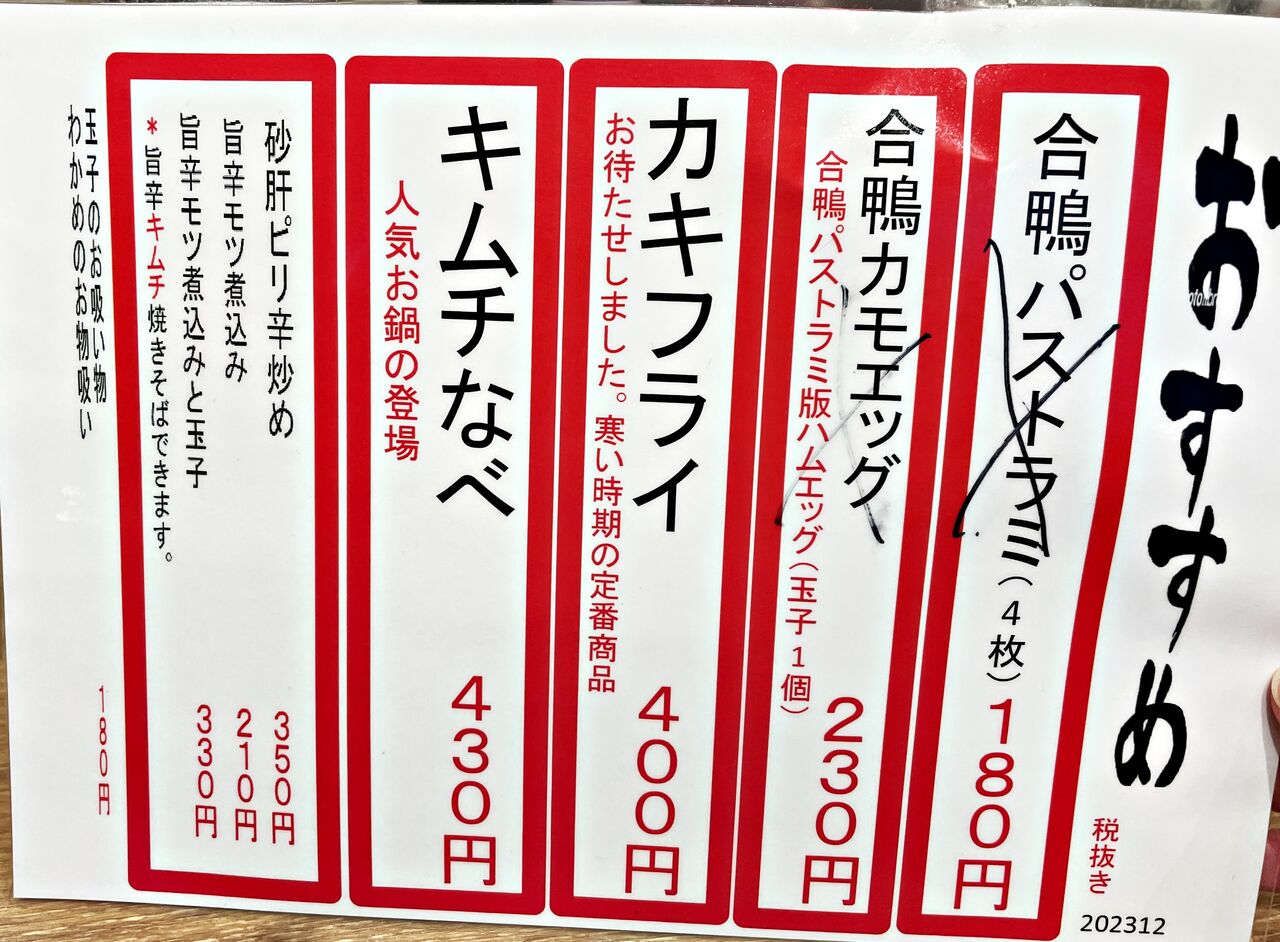 おすすめ
税抜き
202312
合鴨パストラミ(4枚)180円
合鴨カモエッグ 230円
合鴨パストラミ版ハムエッグ(玉子1個)
カキフライ 400円
お待たせしました。寒い時期の定番商品
キムチなべ 430円
人気お鍋の登場
砂肝ピリ辛炒め 350円
旨辛モツ煮込み 210円
旨辛モツ煮込みと玉子 330円
*旨辛キムチ焼きそばできます。
玉子のお吸い物 180円
わかめのお物吸い